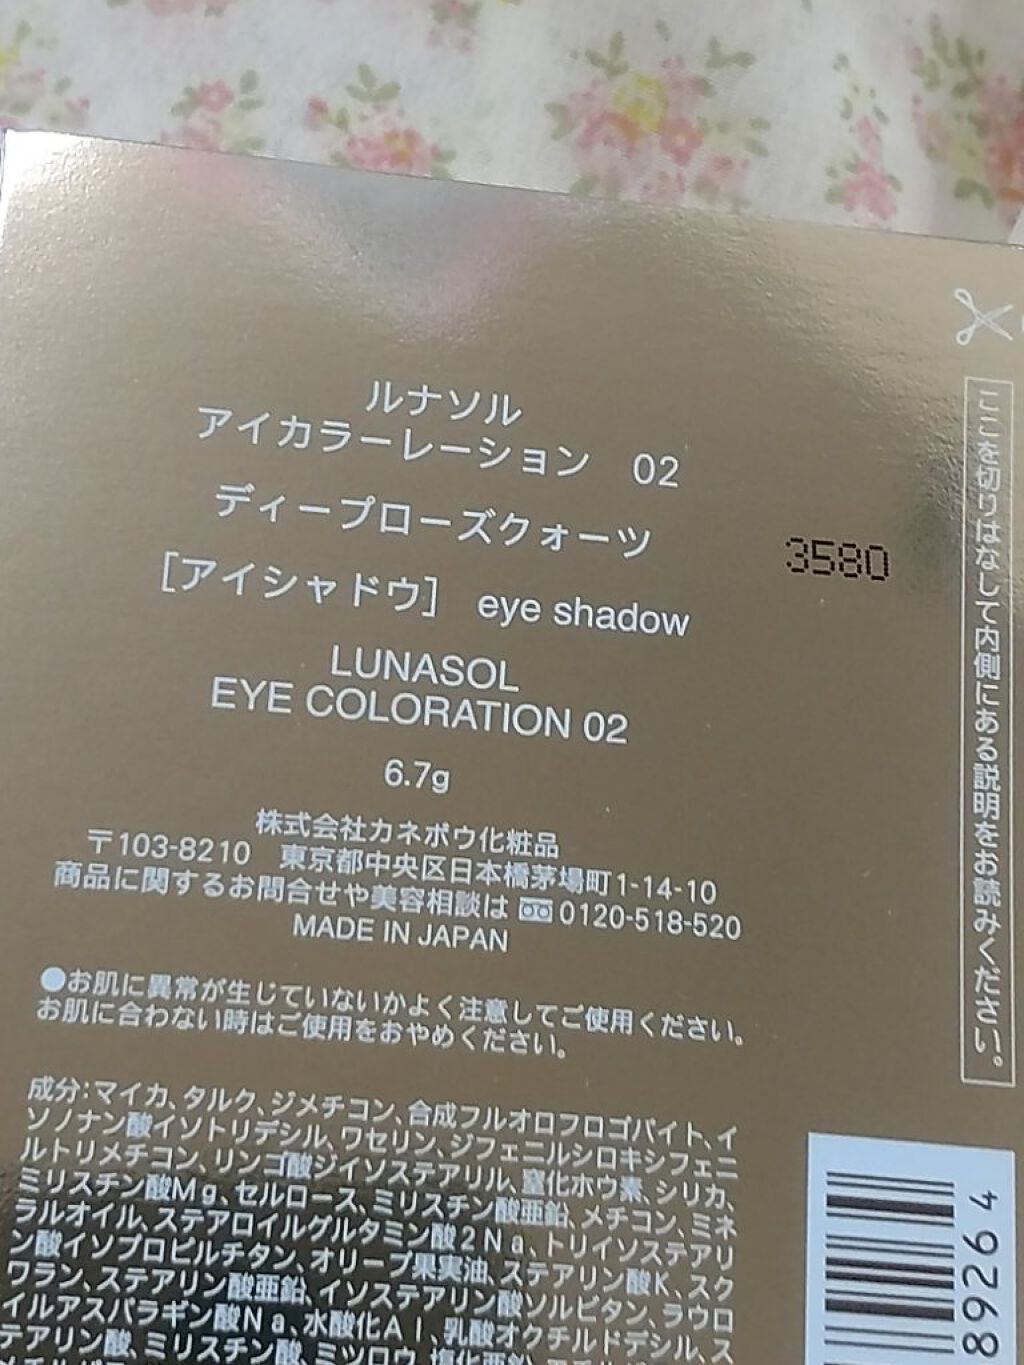 ルナソル
アイカラーレーション 02
ディープローズクォーツ
[アイシャドウ] eye shadow
3580
LUNASOL
EYE COLORATION 02
6.7g
株式会社カネボウ化粧品
〒103-8210 東京都中央区日本橋茅場町1-14-10
商品に関するお問合せや美容相談は 0120-518-520
MADE IN JAPAN
●お肌に異常が生じていないかよく注意してご使用ください。
お肌に合わない時はご使用をおやめください。
成分:マイカ、タルク、ジメチコン、合成フルオロフロゴパイト、イ
ソノナン酸イソトリデシル、ワセリン、ジフェニルシロキシフェニ
ルトリメチコン、リンゴ酸ジイソステアリル、窒化ホウ素、シリカ、
ミリスチン酸Mg、セルロース、ミリスチン酸亜鉛、メチコン、ミネ
ラルオイル、ステアロイルグルタミン酸2Na、トリイソステアリ
ン酸イソプロピルチタン、オリーブ果実油、ステアリン酸K、スク
ワラン、ステアリン酸亜鉛、イソステアリン酸ソルビタン、ラウロ
イルアスパラギン酸Na、水酸化Al、乳酸オクチルドデシル、ス
テアリン酸、ミリスチン酸、ミツロウ、塩化亜鉛
ここを切りはなして内側にある説明をお読みください。
89264